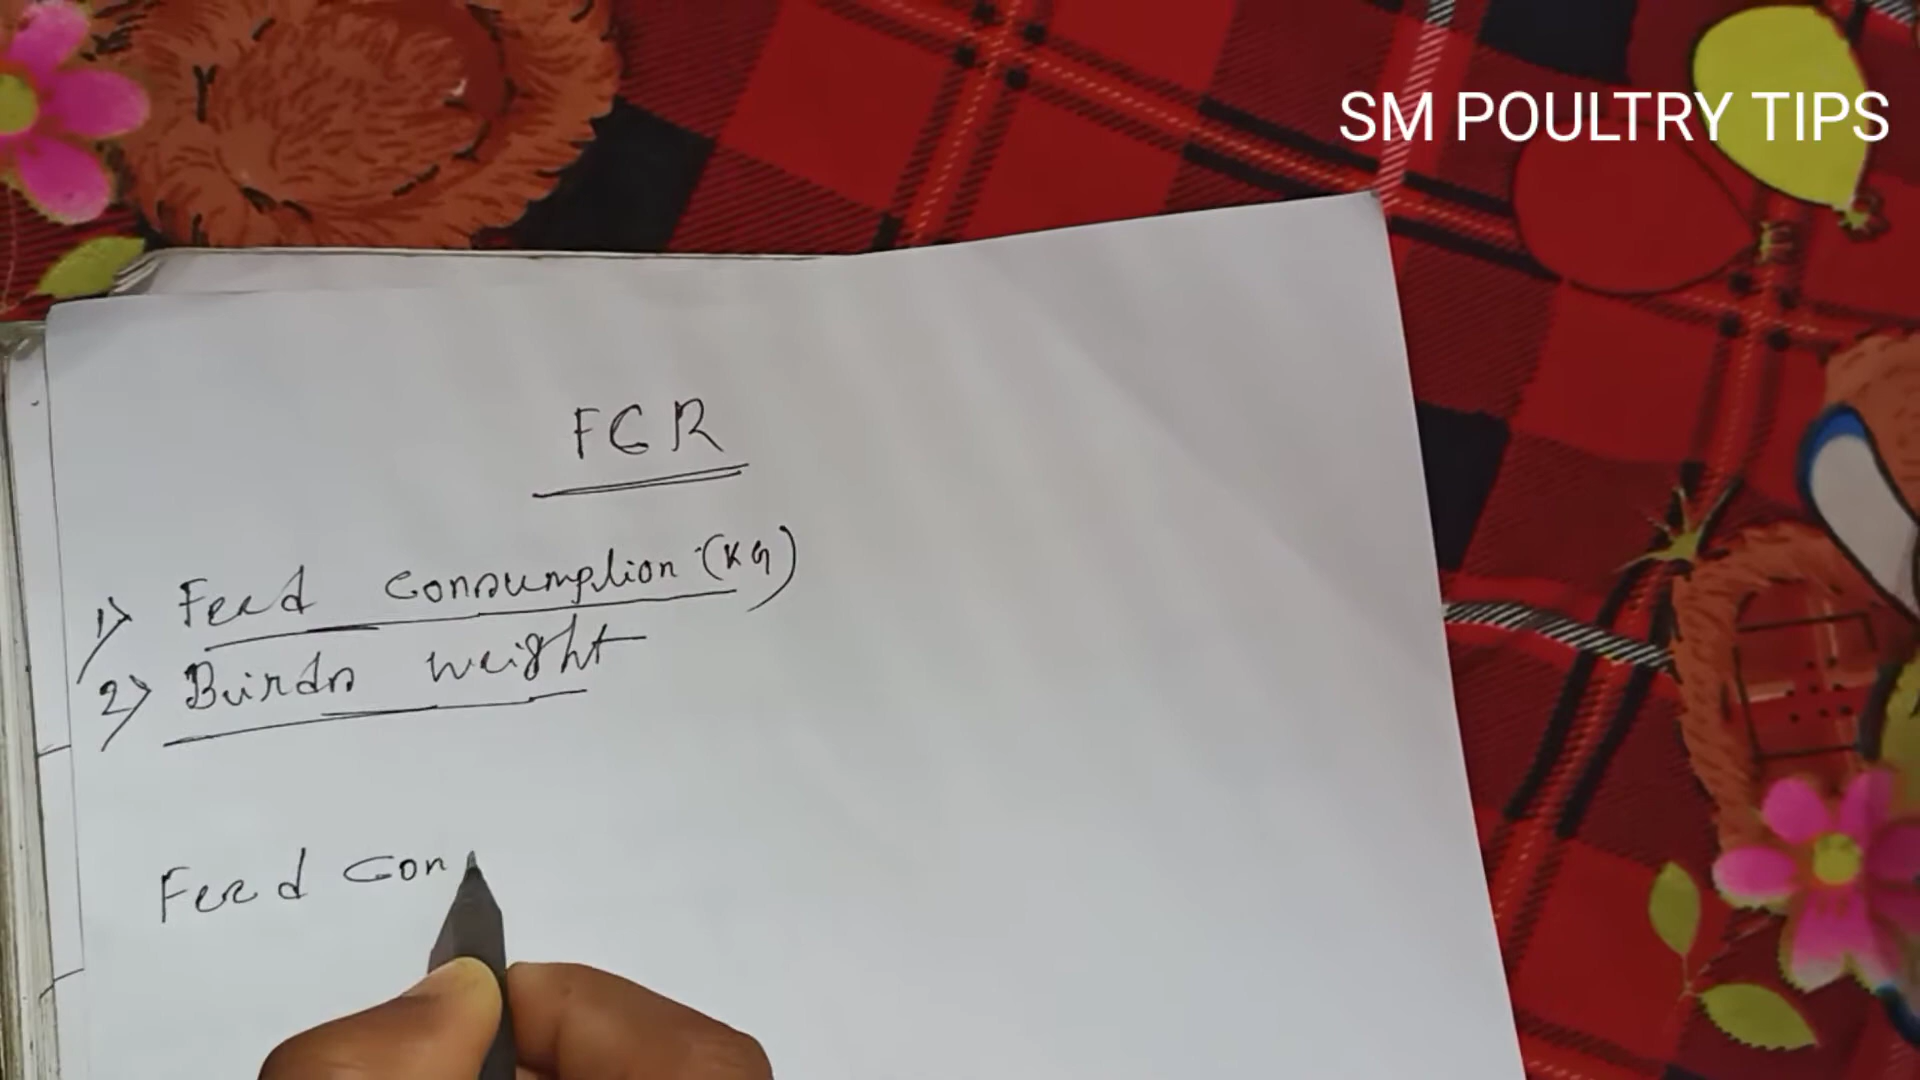 SM POULTRY TIPS
FCR
1) Feed consumption (KG)
2) Birds weight
Feed con